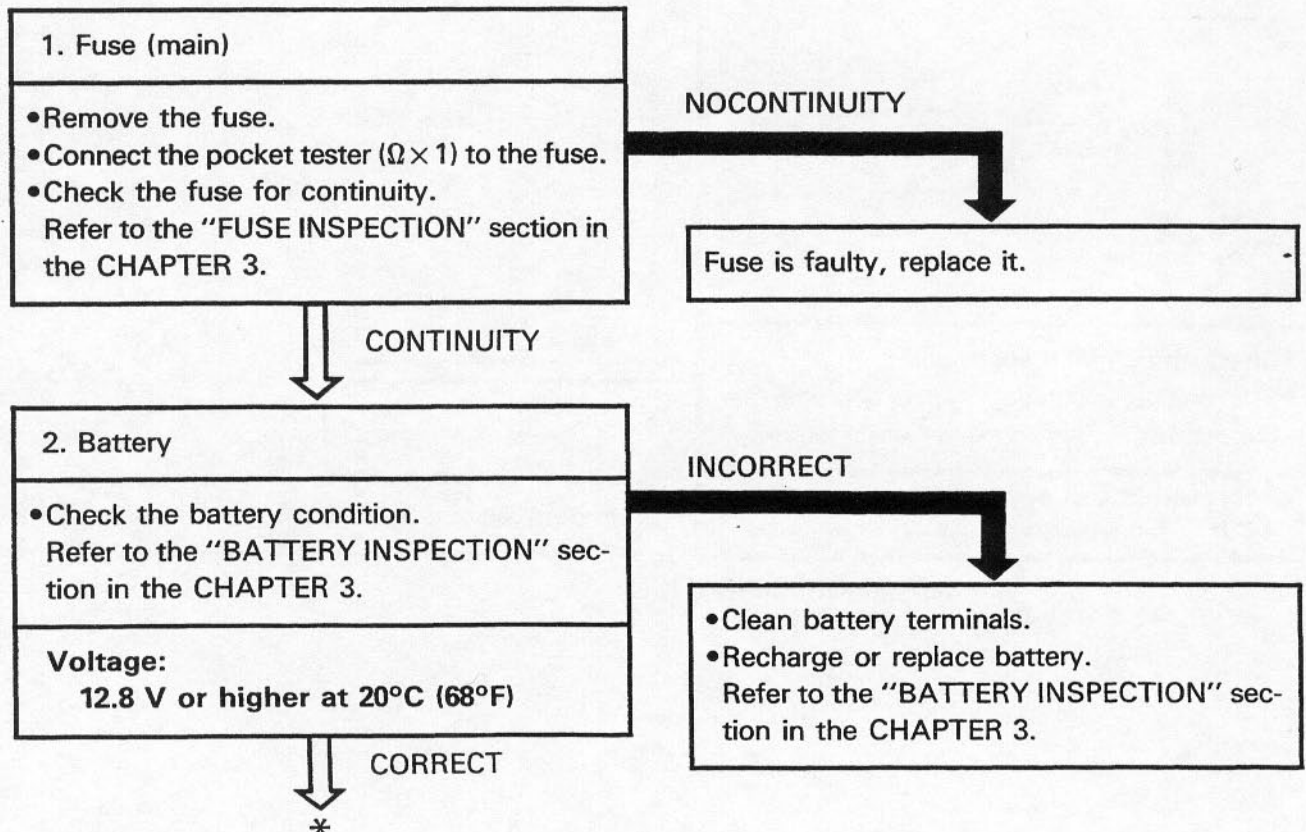 1. Fuse (main)
•Remove the fuse.
•Connect the pocket tester (Ω × 1) to the fuse.
•Check the fuse for continuity.
Refer to the "FUSE INSPECTION" section in
the CHAPTER 3.
NOCONTINUITY
Fuse is faulty, replace it.
CONTINUITY
2. Battery
•Check the battery condition.
Refer to the "BATTERY INSPECTION" sec-
tion in the CHAPTER 3.
Voltage:
12.8 V or higher at 20°C (68°F)
INCORRECT
•Clean battery terminals.
•Recharge or replace battery.
Refer to the "BATTERY INSPECTION" sec-
tion in the CHAPTER 3.
CORRECT
*